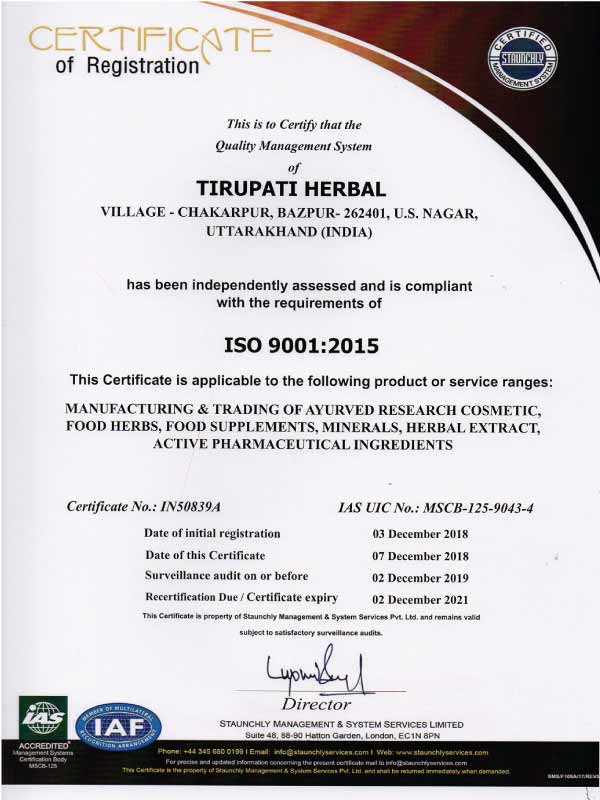 CERTIFICATE
of Registration
CERTIFIED
STAUNCHLY
MANAGEMENT SYSTEM
This is to Certify that the
Quality Management System
of
TIRUPATI HERBAL
VILLAGE - CHAKARPUR, BAZPUR- 262401, U.S. NAGAR,
UTTARAKHAND (INDIA)
has been independently assessed and is compliant
with the requirements of
ISO 9001:2015
This Certificate is applicable to the following product or service ranges:
MANUFACTURING & TRADING OF AYURVED RESEARCH COSMETIC,
FOOD HERBS, FOOD SUPPLEMENTS, MINERALS, HERBAL EXTRACT,
ACTIVE PHARMACEUTICAL INGREDIENTS
Certificate No.: IN50839A IAS UIC No.: MSCB-125-9043-4
Date of initial registration 03 December 2018
Date of this Certificate 07 December 2018
Surveillance audit on or before 02 December 2019
Recertification Due / Certificate expiry 02 December 2021
This Certificate is property of Staunchly Management & System Services Pvt. Ltd. and remains valid
subject to satisfactory surveillance audits.
Director
STAUNCHLY MANAGEMENT & SYSTEM SERVICES LIMITED
Suite 48, 88-90 Hatton Garden, London, EC1N 8PN
IAS
ACCREDITED
Management Systems
Certification Body
MSCB-125
MEMBER OF MULTILATERAL
IAF
RECOGNITION ARRANGEMENT
Phone: +44 345 680 0199 I Email: info@staunchlyservices.com I Web: www.staunchlyservices.com
For precise and updated information concerning the present certificate mail to info@staunchlyservices.com
This Certificate is the property of Staunchly Management & System Services Pvt. Ltd. and shall be returned immediately when demanded.